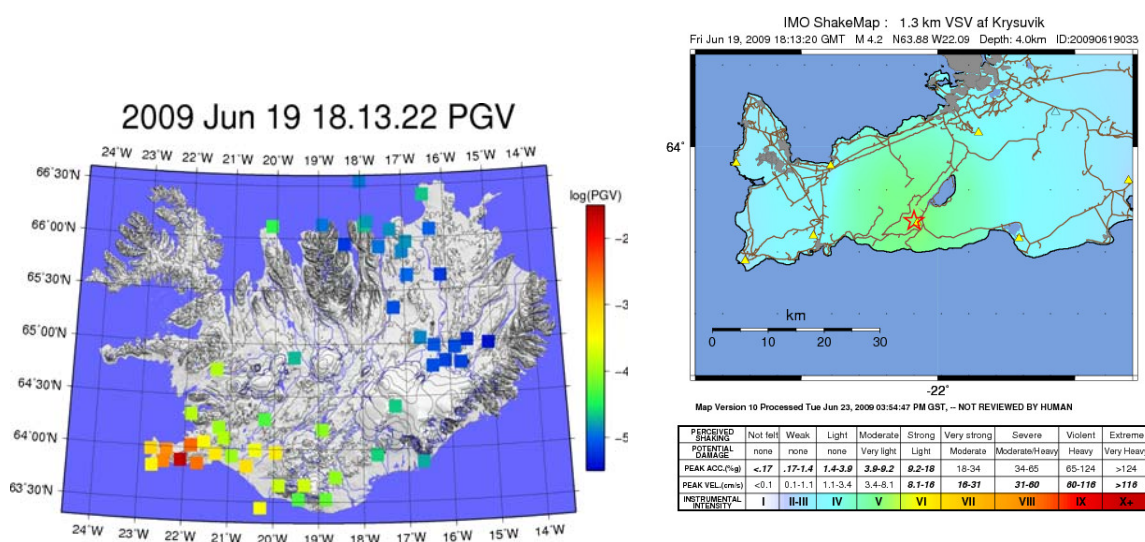 2009 Jun 19 18.13.22 PGV
24°W 23°W 22°W 21°W 20°W 19°W 18°W 17°W 16°W 15°W 14°W
66°30'N
66°00'N
65°30'N
65°00'N
64°30'N
64°00'N
63°30'N
24°W 23°W 22°W 21°W 20°W 19°W 18°W 17°W 16°W 15°W 14°W
log(PGV)
-2
-3
-4
-5
IMO ShakeMap : 1.3 km VSV af Krysuvik
Fri Jun 19, 2009 18:13:20 GMT M 4.2 N63.88 W22.09 Depth: 4.0km ID:20090619033
64°
km
0 10 20 30
-22°
Map Version 10 Processed Tue Jun 23, 2009 03:54:47 PM GST, -- NOT REVIEWED BY HUMAN
PERCEIVED SHAKING Not felt Weak Light Moderate Strong Very strong Severe Violent Extreme
POTENTIAL DAMAGE none none none Very light Light Moderate Moderate/Heavy Heavy Very Heavy
PEAK ACC.(%g) <.17 .17-1.4 1.4-3.9 3.9-9.2 9.2-18 18-34 34-65 65-124 >124
PEAK VEL.(cm/s) <0.1 0.1-1.1 1.1-3.4 3.4-8.1 8.1-16 16-31 31-60 60-116 >116
INSTRUMENTAL INTENSITY I II-III IV V VI VII VIII IX X+